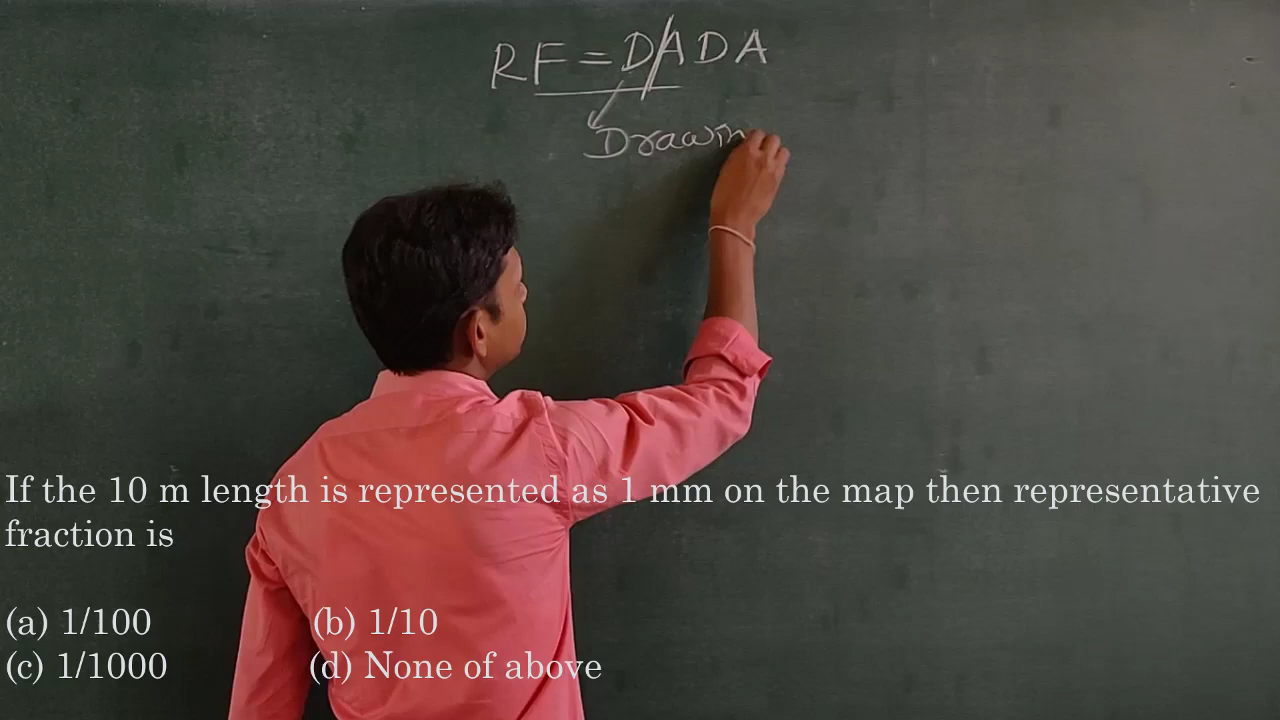 RF = DADA
Drawin
If the 10 m length is represented as 1 mm on the map then representative
fraction is
(a) 1/100 (b) 1/10
(c) 1/1000 (d) None of above